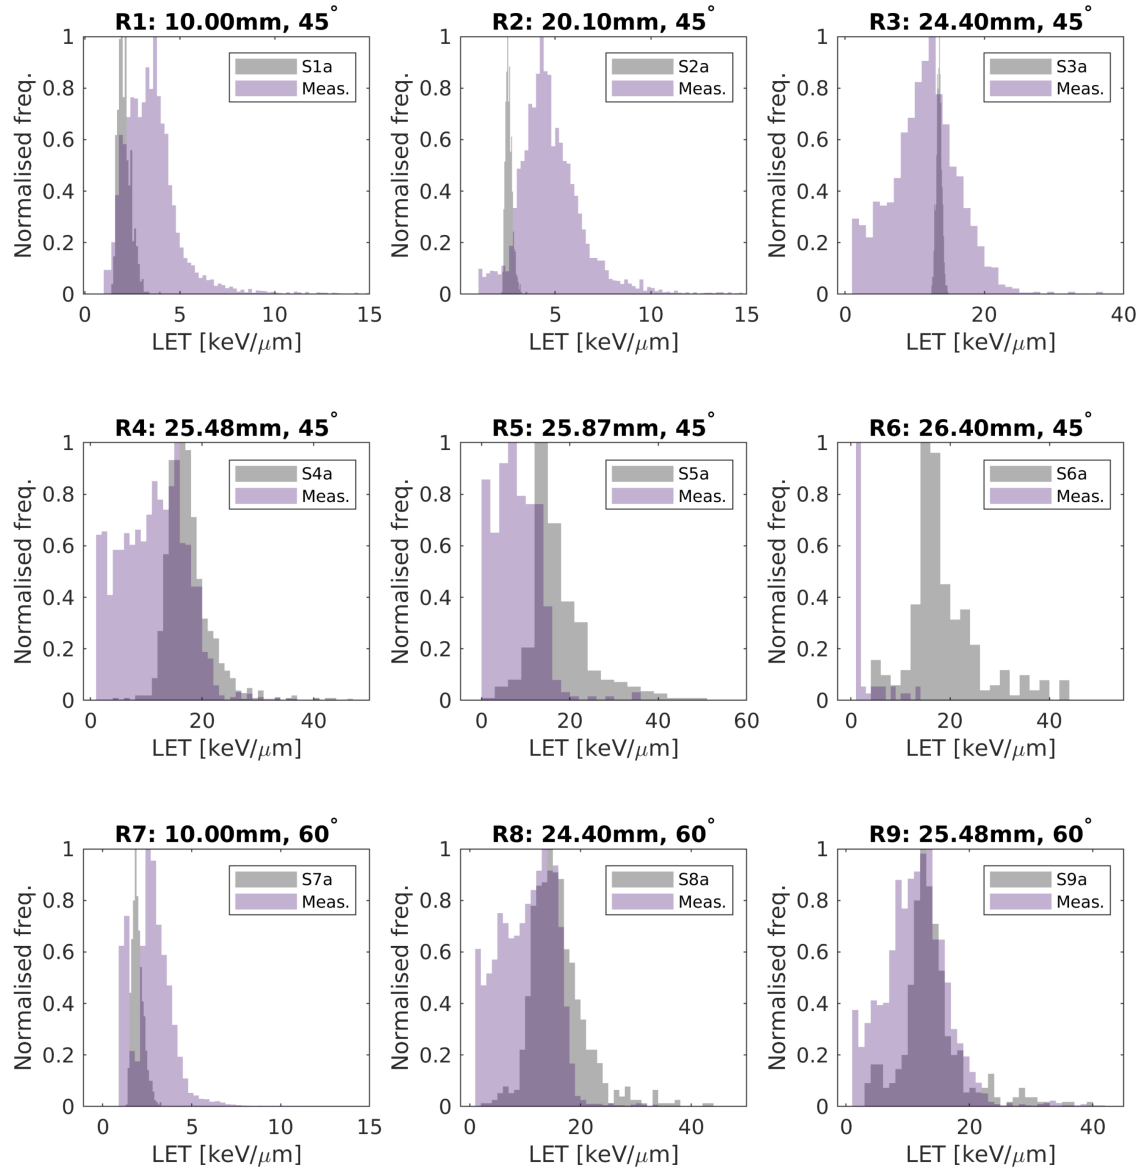 R1: 10.00mm, 45°
Normalised freq.
1
0.8
0.6
0.4
0.2
0
S1a
Meas.
0 5 10 15
LET [keV/μm]
R2: 20.10mm, 45°
Normalised freq.
1
0.8
0.6
0.4
0.2
0
S2a
Meas.
5 10 15
LET [keV/μm]
R3: 24.40mm, 45°
Normalised freq.
1
0.8
0.6
0.4
0.2
0
S3a
Meas.
0 20 40
LET [keV/μm]
R4: 25.48mm, 45°
Normalised freq.
1
0.8
0.6
0.4
0.2
0
S4a
Meas.
0 20 40
LET [keV/μm]
R5: 25.87mm, 45°
Normalised freq.
1
0.8
0.6
0.4
0.2
0
S5a
Meas.
0 20 40 60
LET [keV/μm]
R6: 26.40mm, 45°
Normalised freq.
1
0.8
0.6
0.4
0.2
0
S6a
Meas.
0 20 40
LET [keV/μm]
R7: 10.00mm, 60°
Normalised freq.
1
0.8
0.6
0.4
0.2
0
S7a
Meas.
0 5 10 15
LET [keV/μm]
R8: 24.40mm, 60°
Normalised freq.
1
0.8
0.6
0.4
0.2
0
S8a
Meas.
0 20 40
LET [keV/μm]
R9: 25.48mm, 60°
Normalised freq.
1
0.8
0.6
0.4
0.2
0
S9a
Meas.
0 20 40
LET [keV/μm]